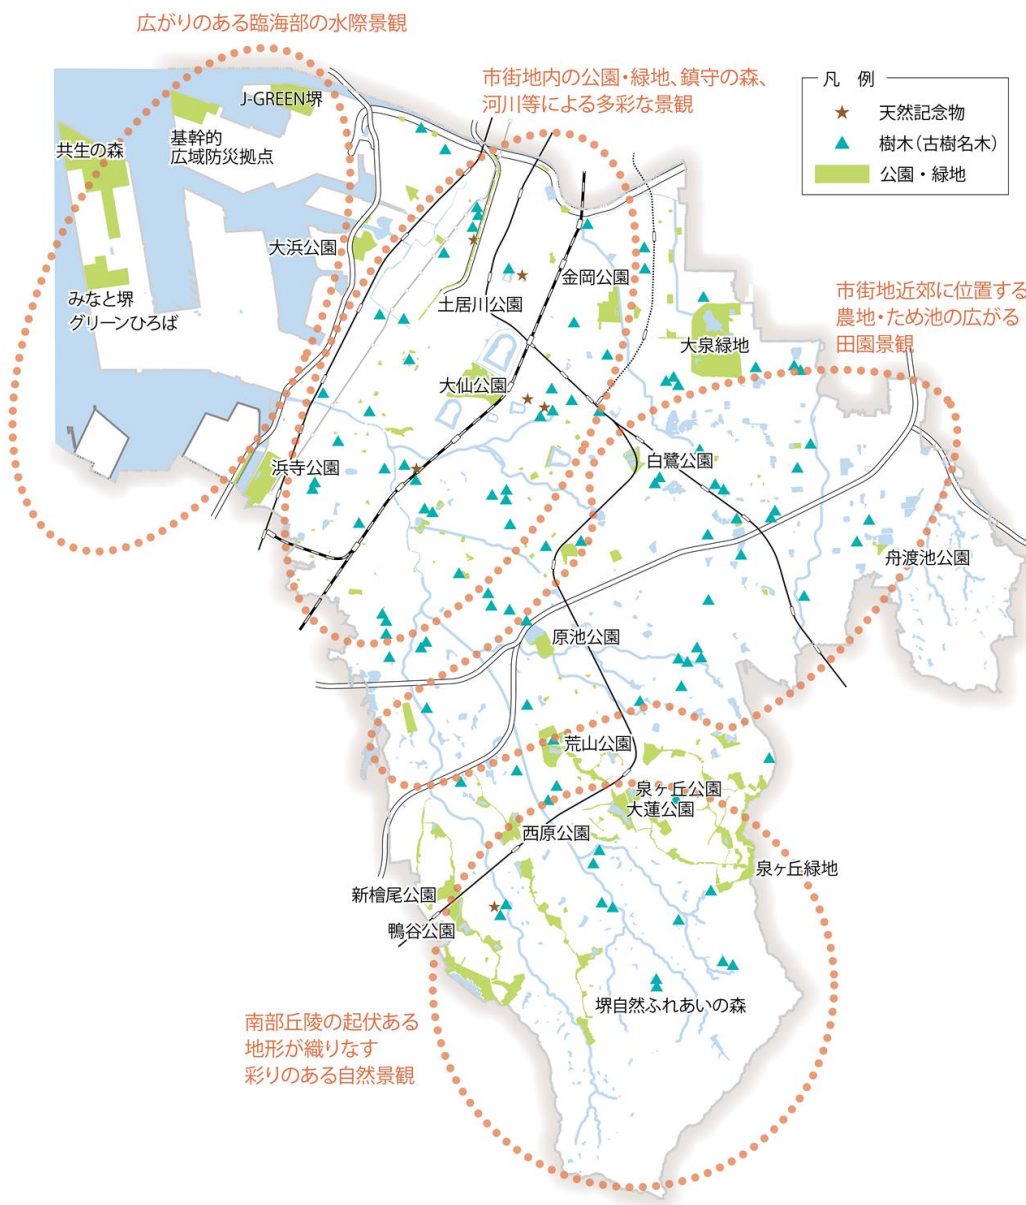 広がりのある臨海部の水際景観
市街地内の公園・緑地、鎮守の森、
河川等による多彩な景観
凡 例
天然記念物
樹木（古樹名木）
公園・緑地
J-GREEN堺
基幹的
広域防災拠点
共生の森
大浜公園
みなと堺
グリーンひろば
土居川公園
金岡公園
市街地近郊に位置する
農地・ため池の広がる
田園景観
大泉緑地
大仙公園
浜寺公園
白鷺公園
舟渡池公園
原池公園
荒山公園
泉ヶ丘公園
大蓮公園
西原公園
泉ヶ丘緑地
新檜尾公園
鴨谷公園
堺自然ふれあいの森
南部丘陵の起伏ある
地形が織りなす
彩りのある自然景観